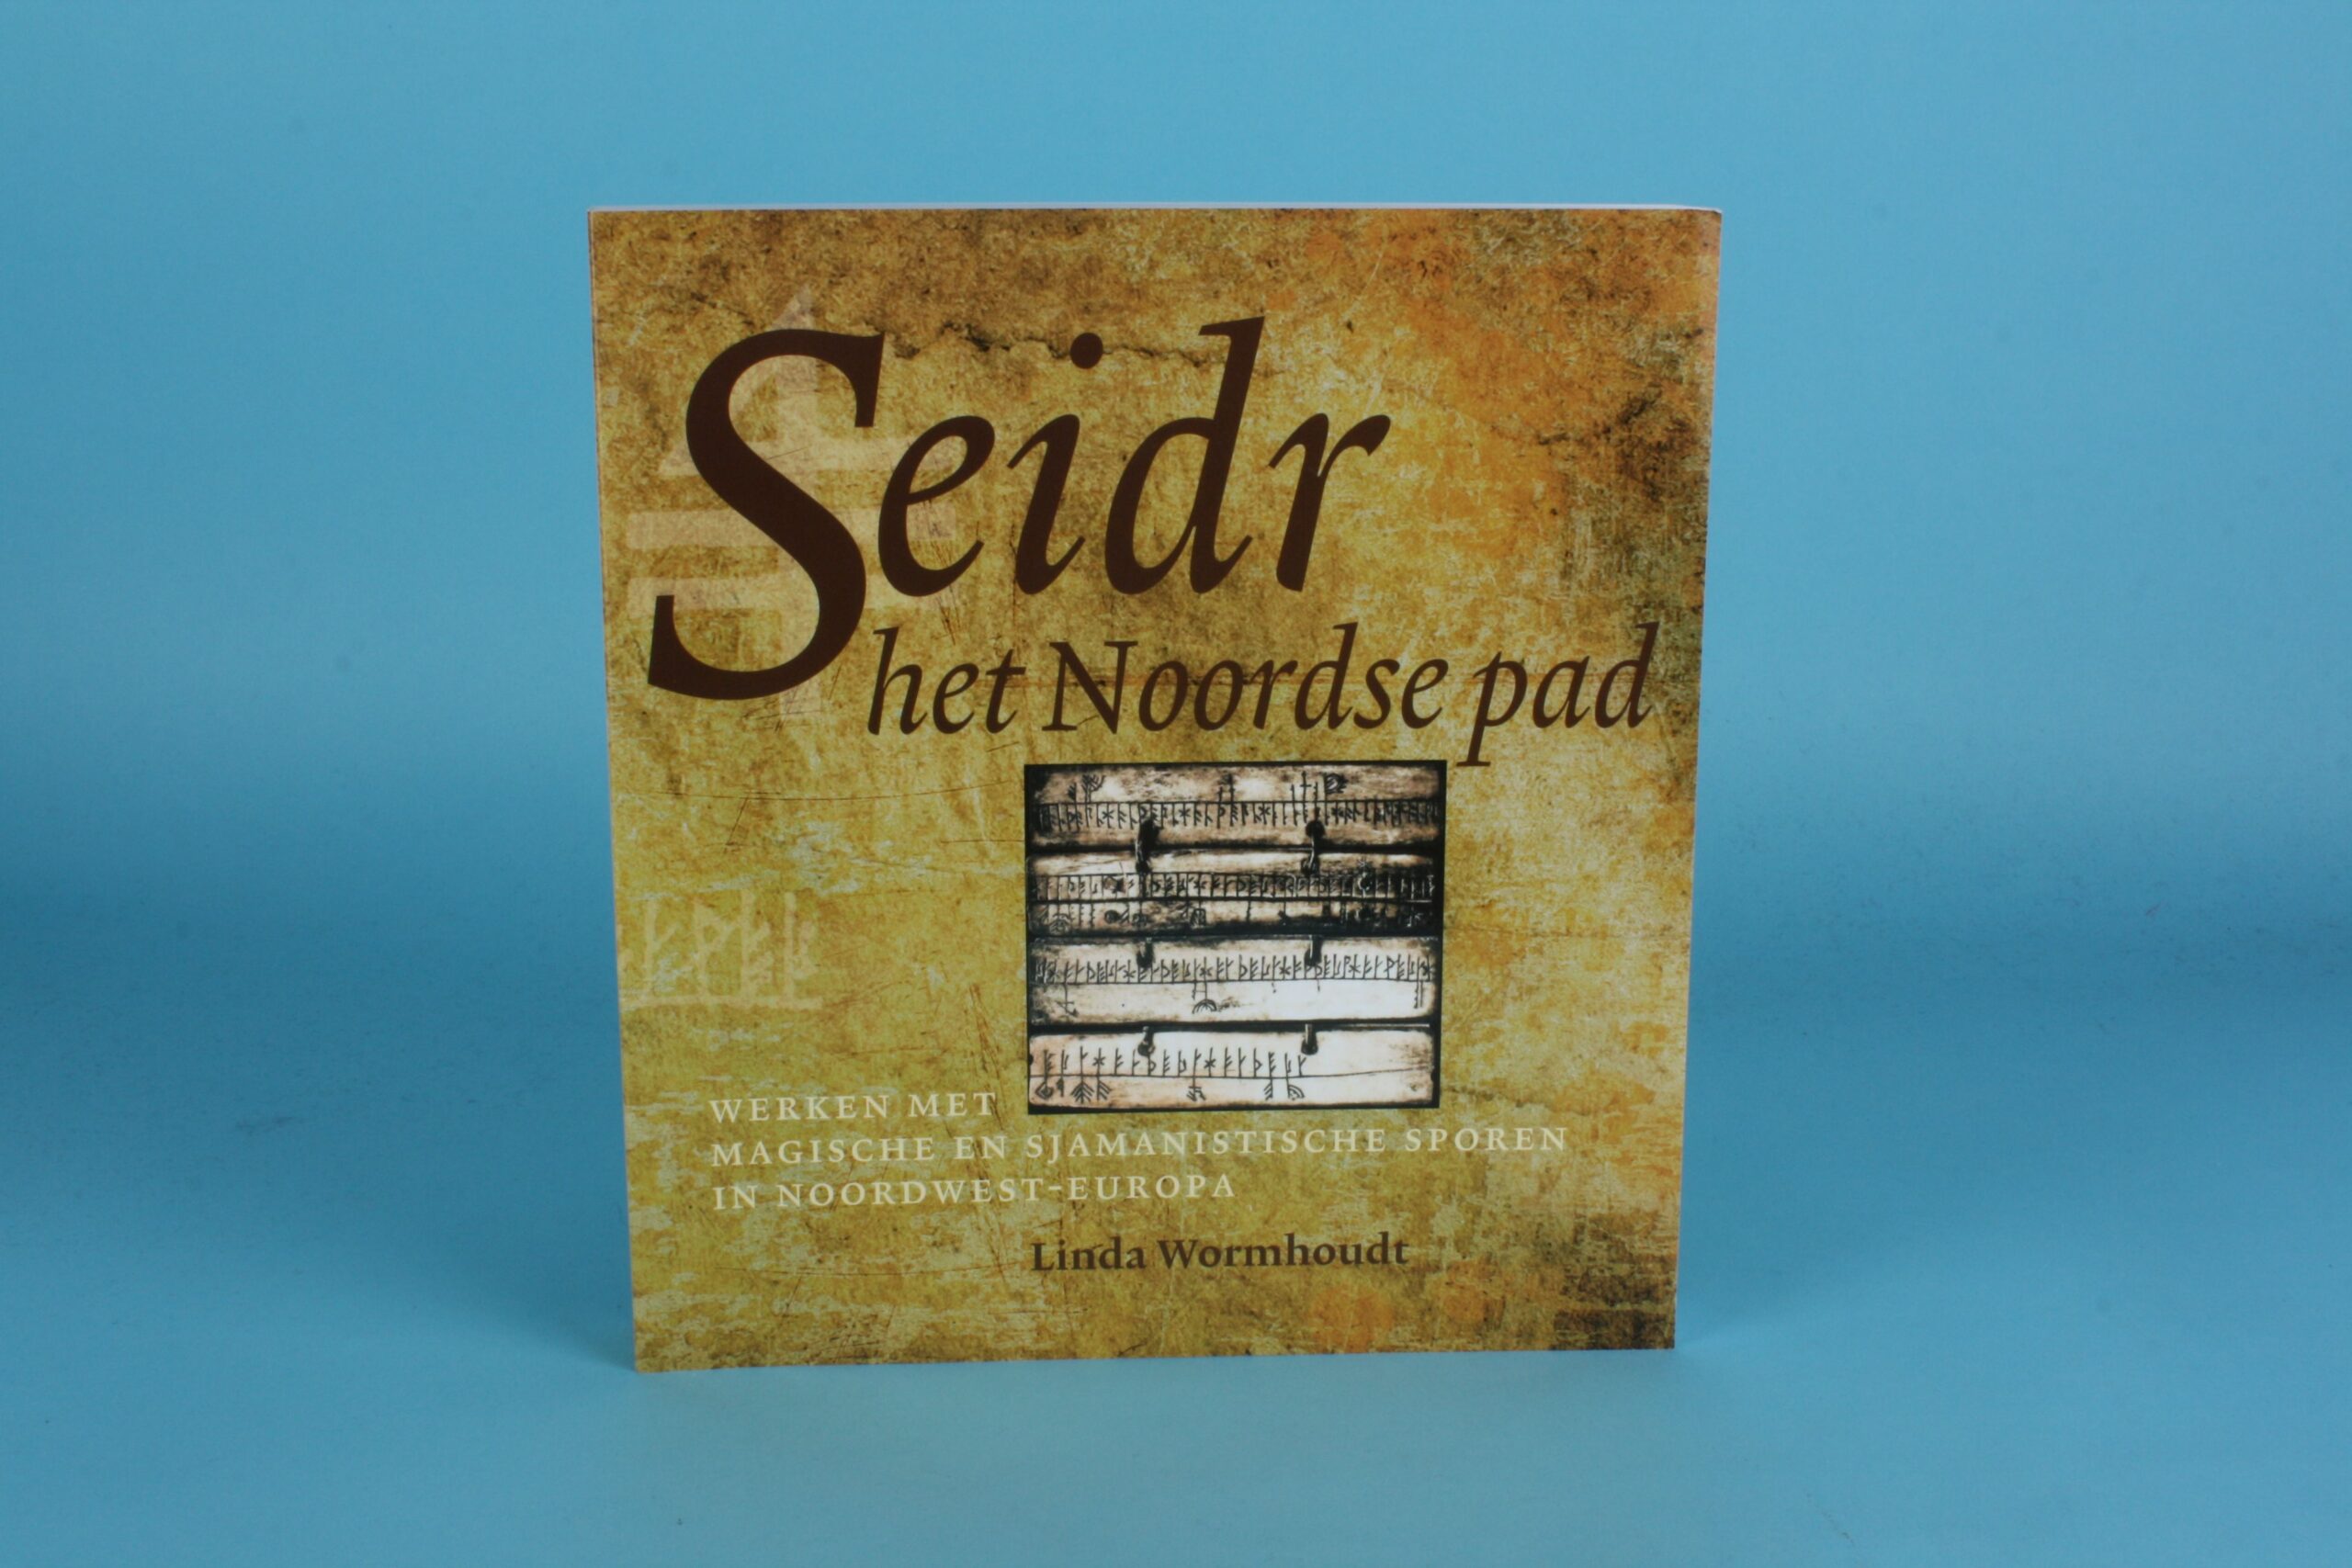 Seidr
het Noordse pad
WERKEN MET
MAGISCHE EN SJAMANISTISCHE SPOREN
IN NOORDWEST-EUROPA
Linda Wormhoudt